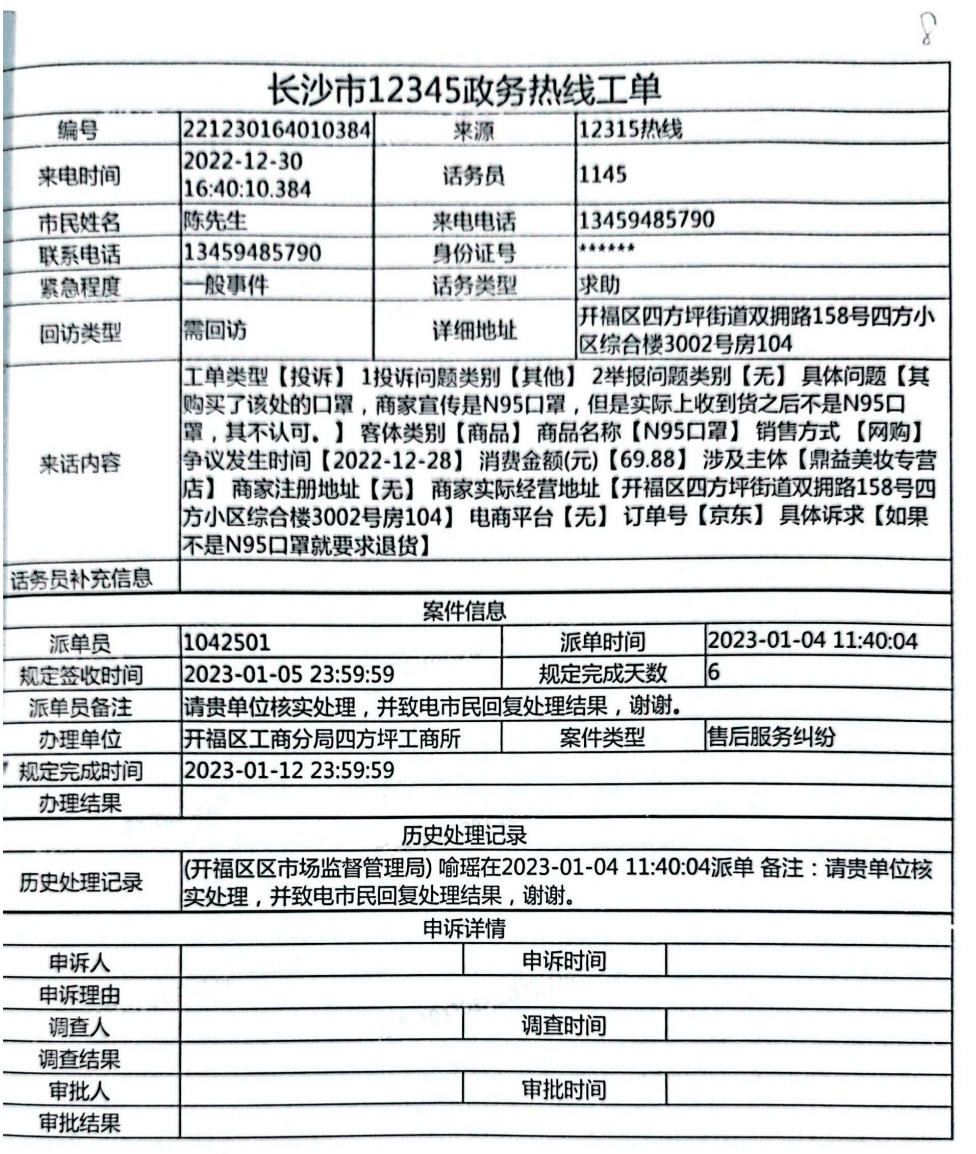 8
长沙市12345政务热线工单
编号 221230164010384 来源 12315热线
来电时间 2022-12-30 16:40:10.384 话务员 1145
市民姓名 陈先生 来电电话 13459485790
联系电话 13459485790 身份证号 ******
紧急程度 一般事件 话务类型 求助
回访类型 需回访 详细地址 开福区四方坪街道双拥路158号四方小
区综合楼3002号房104
来话内容
工单类型【投诉】 1投诉问题类别【其他】 2举报问题类别【无】 具体问题【其
购买了该处的口罩，商家宣传是N95口罩，但是实际上收到货之后不是N95口
罩，其不认可。】 客体类别【商品】 商品名称【N95口罩】 销售方式 【网购】
争议发生时间【2022-12-28】 消费金额(元)【69.88】 涉及主体【鼎益美妆专营
店】 商家注册地址【无】 商家实际经营地址【开福区四方坪街道双拥路158号四
方小区综合楼3002号房104】 电商平台【无】 订单号【京东】 具体诉求【如果
不是N95口罩就要求退货】
话务员补充信息
案件信息
派单员 1042501 派单时间 2023-01-04 11:40:04
规定签收时间 2023-01-05 23:59:59 规定完成天数 6
派单员备注 请贵单位核实处理，并致电市民回复处理结果，谢谢。
办理单位 开福区工商分局四方坪工商所 案件类型 售后服务纠纷
规定完成时间 2023-01-12 23:59:59
办理结果
历史处理记录
历史处理记录 (开福区区市场监督管理局) 喻瑶在2023-01-04 11:40:04派单 备注：请贵单位核
实处理，并致电市民回复处理结果，谢谢。
申诉详情
申诉人 申诉时间
申诉理由
调查人 调查时间
调查结果
审批人 审批时间
审批结果